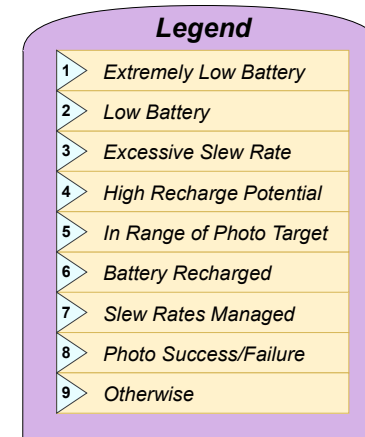 Legend
1 Extremely Low Battery
2 Low Battery
3 Excessive Slew Rate
4 High Recharge Potential
5 In Range of Photo Target
6 Battery Recharged
7 Slew Rates Managed
8 Photo Success/Failure
9 Otherwise